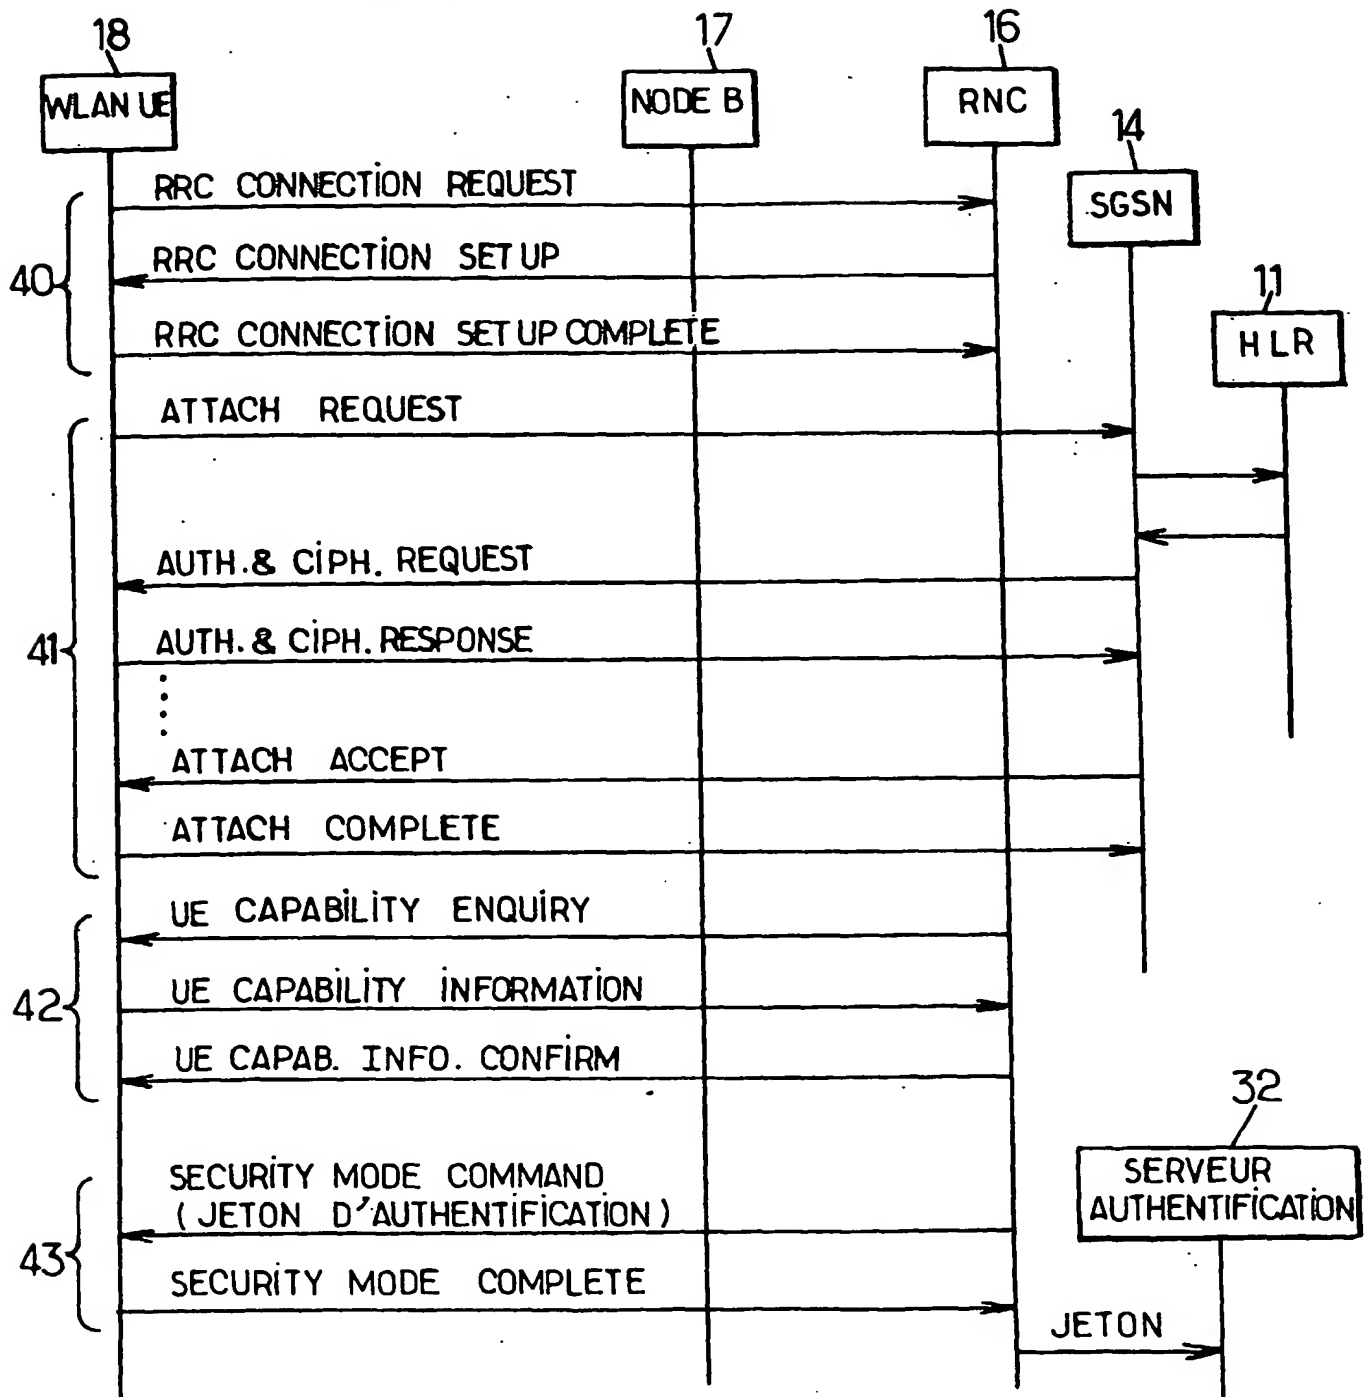 18
17
16
WLAN UE
NODE B
RNC
14
SGSN
RRC CONNECTION REQUEST
RRC CONNECTION SET UP
40
11
HLR
RRC CONNECTION SET UP COMPLETE
ATTACH REQUEST
AUTH. & CIPH. REQUEST
41
AUTH. & CIPH. RESPONSE
ATTACH ACCEPT
ATTACH COMPLETE
UE CAPABILITY ENQUIRY
42
UE CAPABILITY INFORMATION
UE CAPAB. INFO. CONFIRM
32
SERVEUR
AUTHENTIFICATION
SECURITY MODE COMMAND
(JETON D'AUTHENTIFICATION)
43
SECURITY MODE COMPLETE
JETON